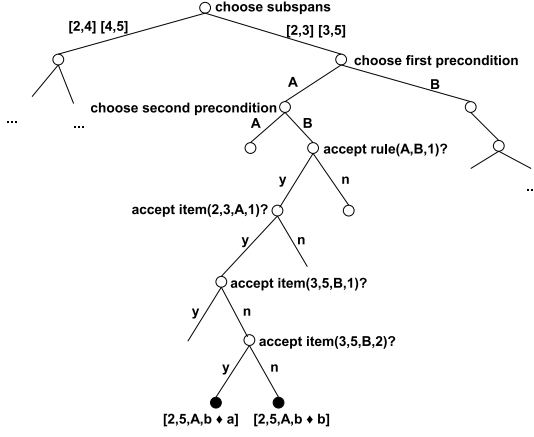 choose subspans
[2,4] [4,5]
[2,3] [3,5]
choose first precondition
A
B
choose second precondition
A
B
...
...
accept rule(A,B,1)?
y
n
..
accept item(2,3,A,1)?
y
n
accept item(3,5,B,1)?
y
n
accept item(3,5,B,2)?
y
n
[2,5,A,b ♦ a]
[2,5,A,b ♦ b]